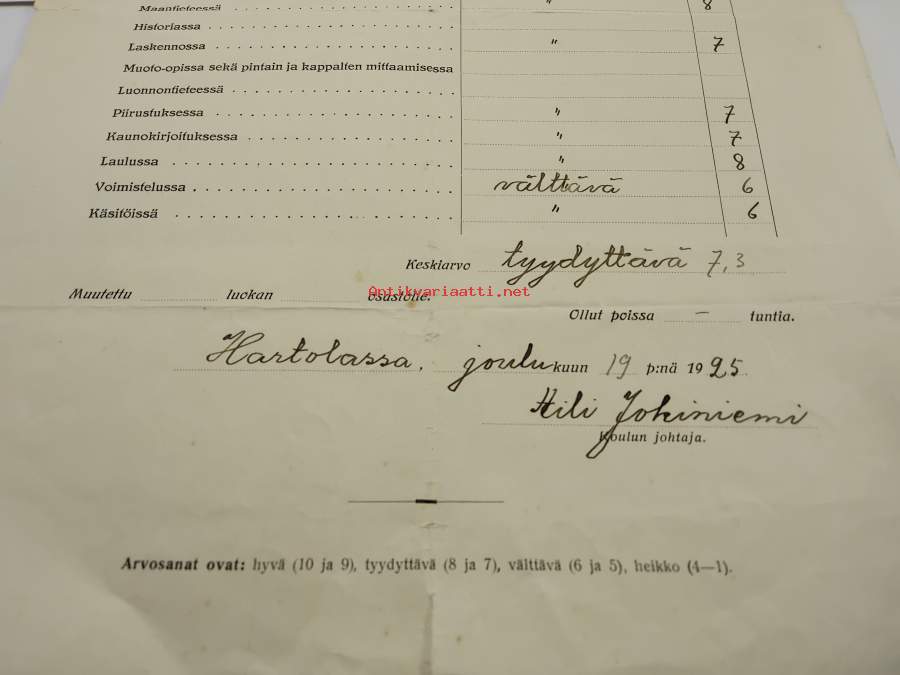 Maantieteessä . . . . . . . . . . . . . . . . . . . . . " 8
Historiassa . . . . . . . . . . . . . . . . . . . . . .
Laskennossa . . . . . . . . . . . . . . . . . . . . . " 7
Muoto-opissa sekä pintain ja kappalten mittaamisessa
Luonnontieteessä . . . . . . . . . . . . . . . . . .
Piirustuksessa . . . . . . . . . . . . . . . . . . . " 7
Kaunokirjoituksessa . . . . . . . . . . . . . . . . " 7
Laulussa . . . . . . . . . . . . . . . . . . . . . . " 8
Voimistelussa . . . . . . . . . . . . . . . . . . . välttävä 6
Käsitöissä . . . . . . . . . . . . . . . . . . . . . " 6
Keskiarvo tyydyttävä 7,3
Muutettu luokan osastolle.
Antikvariaatti.net
Ollut poissa — tuntia.
Hartolassa, joulukuun 19 p:nä 1925.
Hili Jokiniemi
Koulun johtaja.
Arvosanat ovat: hyvä (10 ja 9), tyydyttävä (8 ja 7), välttävä (6 ja 5), heikko (4—1).